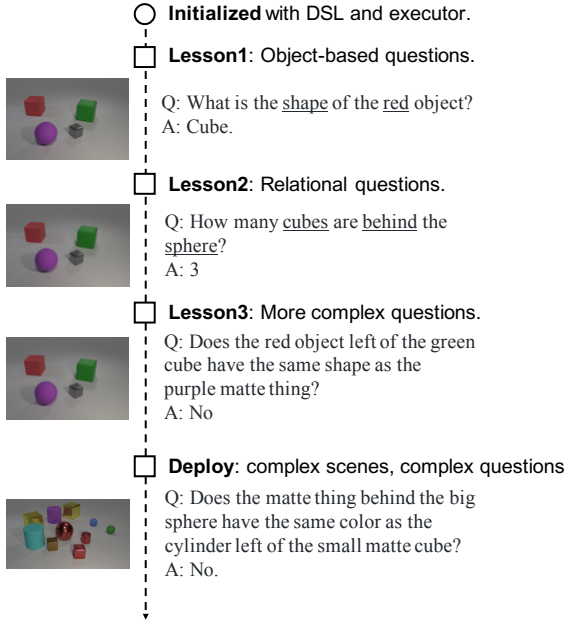 Initialized with DSL and executor.
Lesson1: Object-based questions.
Q: What is the shape of the red object?
A: Cube.
Lesson2: Relational questions.
Q: How many cubes are behind the
sphere?
A: 3
Lesson3: More complex questions.
Q: Does the red object left of the green
cube have the same shape as the
purple matte thing?
A: No
Deploy: complex scenes, complex questions
Q: Does the matte thing behind the big
sphere have the same color as the
cylinder left of the small matte cube?
A: No.